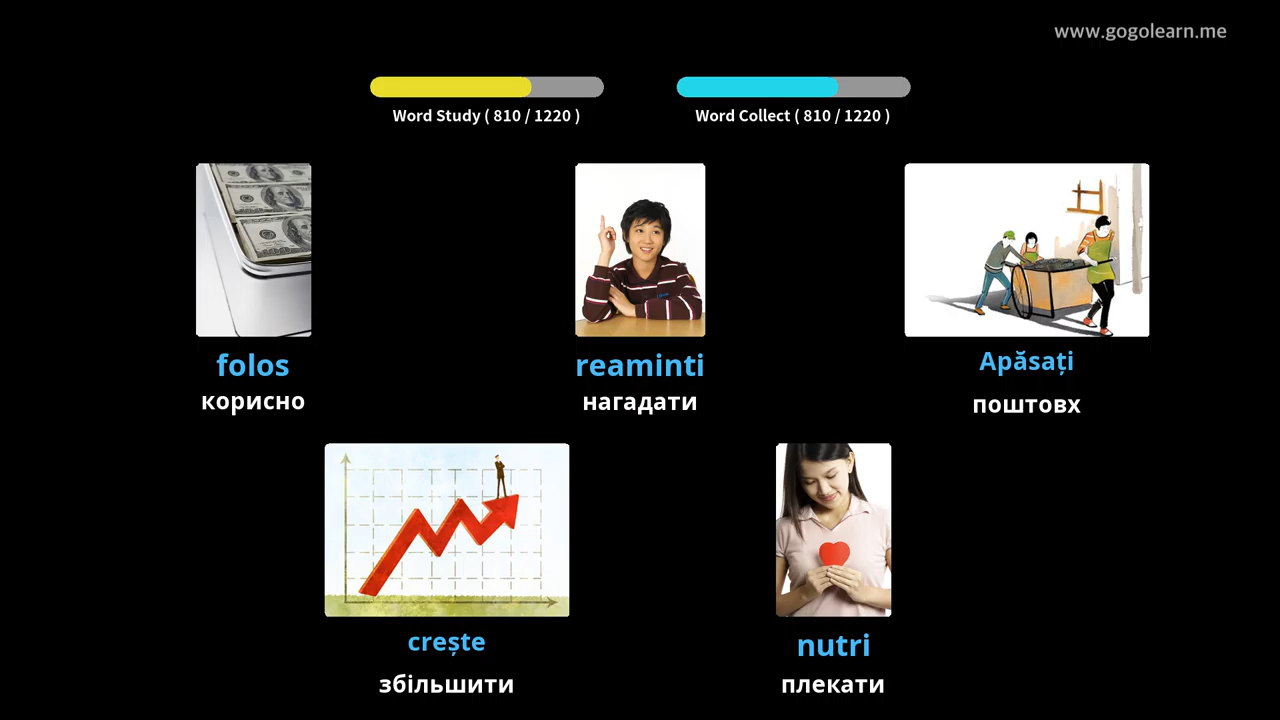 www.gogolearn.me
Word Study ( 810 / 1220 )
Word Collect ( 810 / 1220 )
folos
корисно
reaminti
нагадати
Apăsați
поштовх
crește
збільшити
nutri
плекати